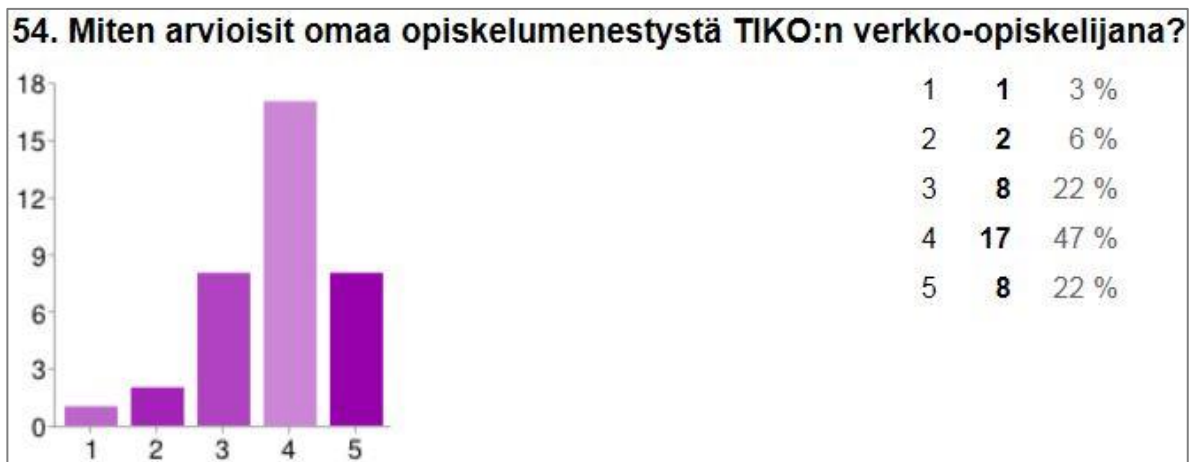 54. Miten arvioisit omaa opiskelumenestystä TIKO:n verkko-opiskelijana?
18
15
12
9
6
3
0
1 2 3 4 5
1 1 3 %
2 2 6 %
3 8 22 %
4 17 47 %
5 8 22 %